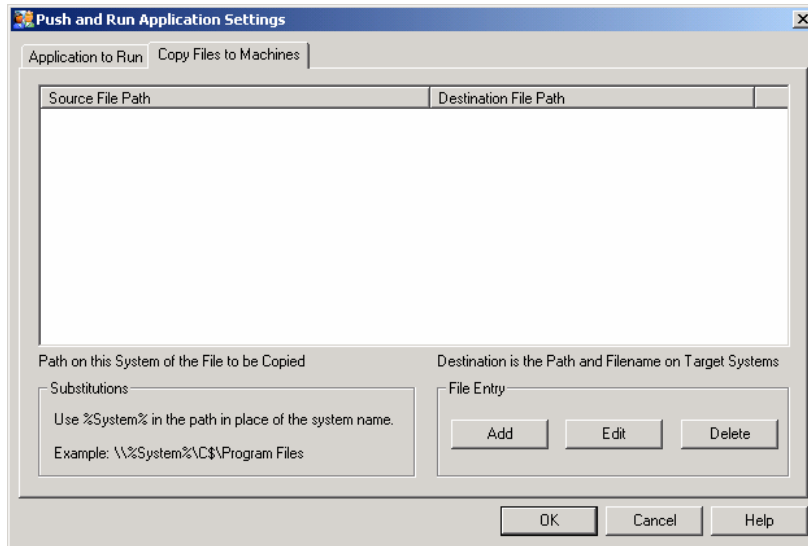 Push and Run Application Settings
Application to Run Copy Files to Machines
Source File Path Destination File Path
Path on this System of the File to be Copied Destination is the Path and Filename on Target Systems
Substitutions File Entry
Use %System% in the path in place of the system name.
Add Edit Delete
Example: \\%System%\C$\Program Files
OK Cancel Help